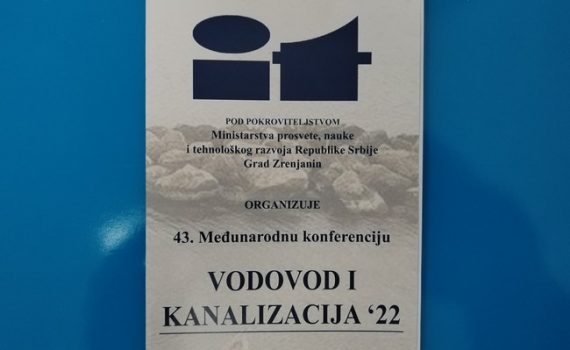 POD POKROVITELJSTVOM
Ministarstva prosvete, nauke
i tehnološkog razvoja Republike Srbije
Grad Zrenjanin
ORGANIZUJE
43. Međunarodnu konferenciju
VODOVOD I
KANALIZACIJA ‘22